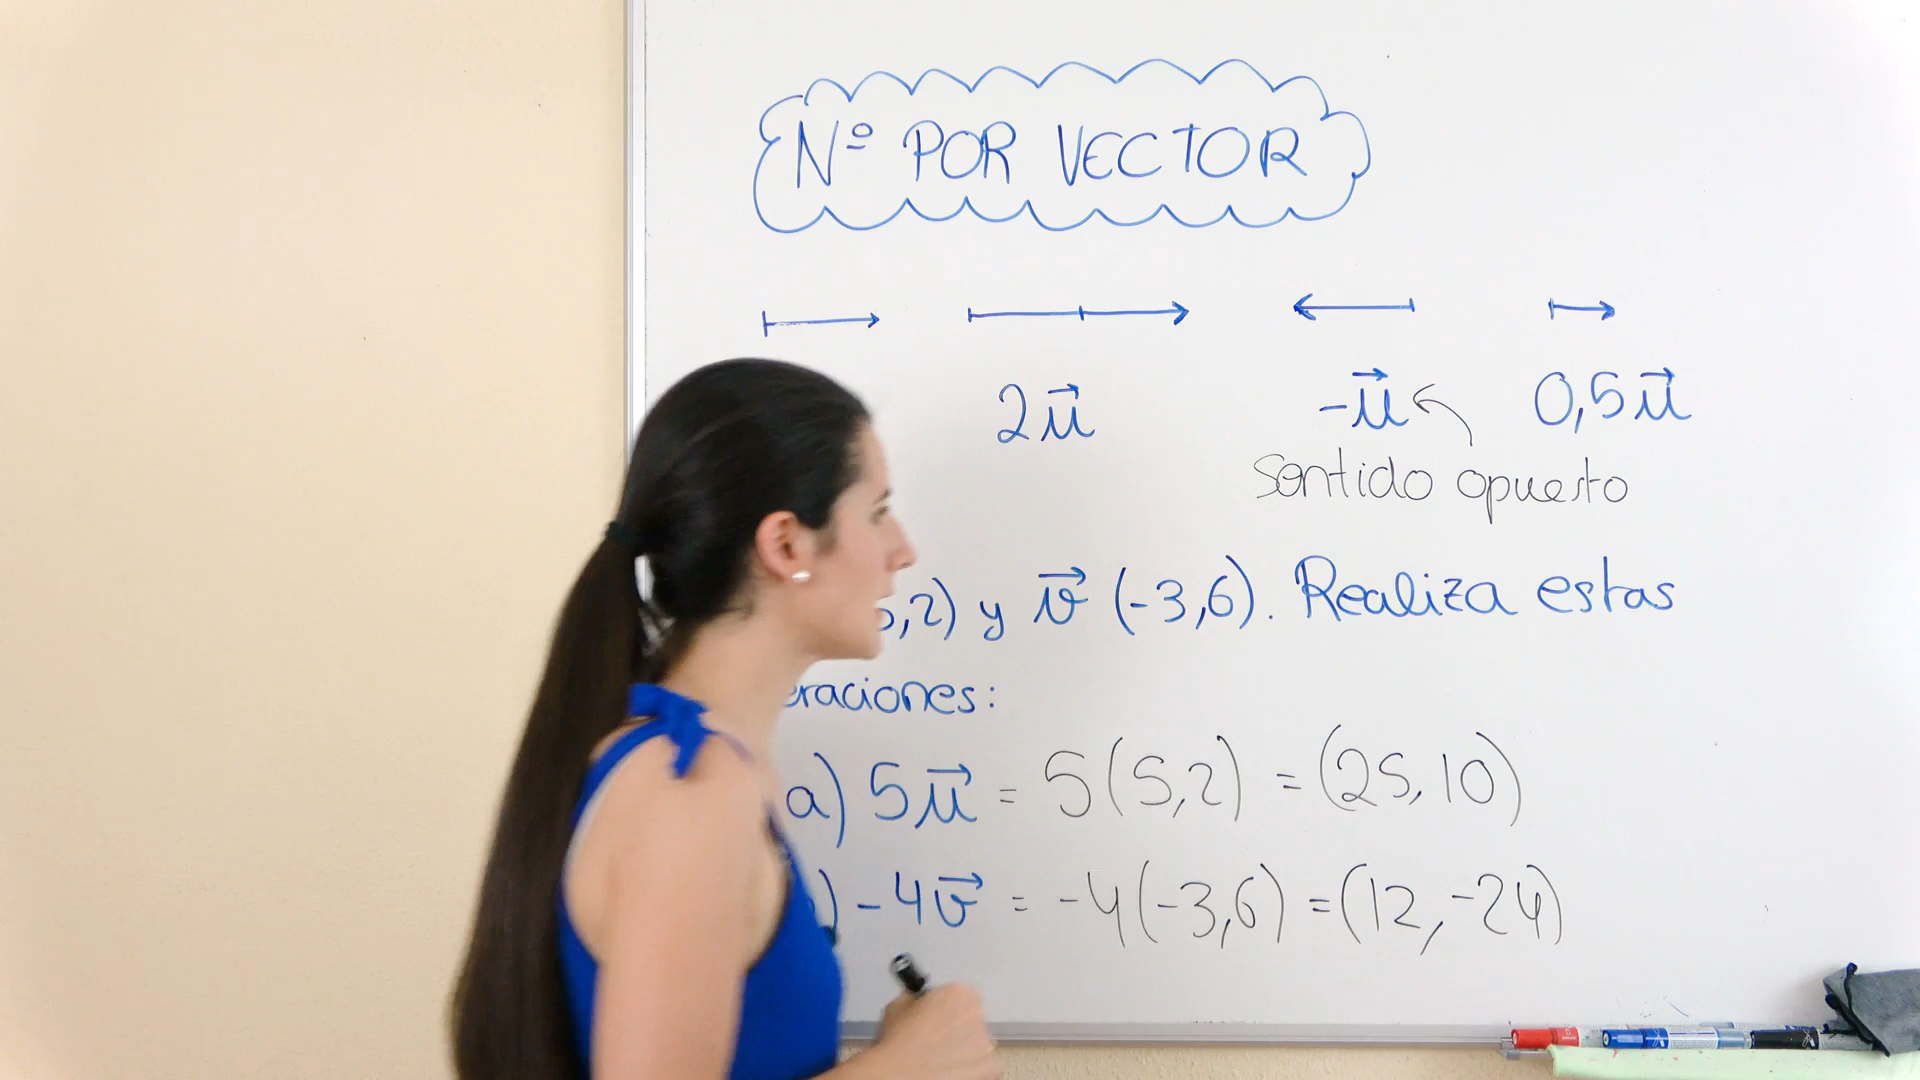 Nº POR VECTOR
2u⃗ -u⃗ 0,5u⃗
sentido opuesto
,2) y v⃗ (-3,6). Realiza estas
eraciones:
a) 5u⃗ = 5(5,2) = (25,10)
) -4v⃗ = -4(-3,6) = (12,-24)